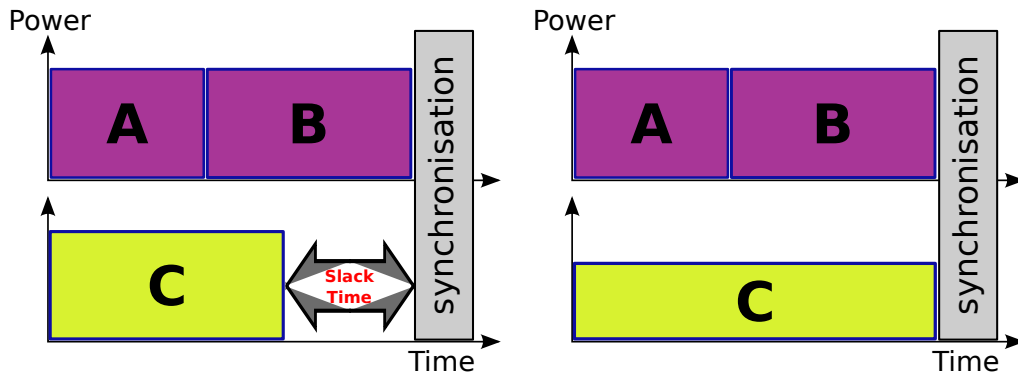 Power
A
B
C
Slack
Time
synchronisation
Time
Power
A
B
C
synchronisation
Time